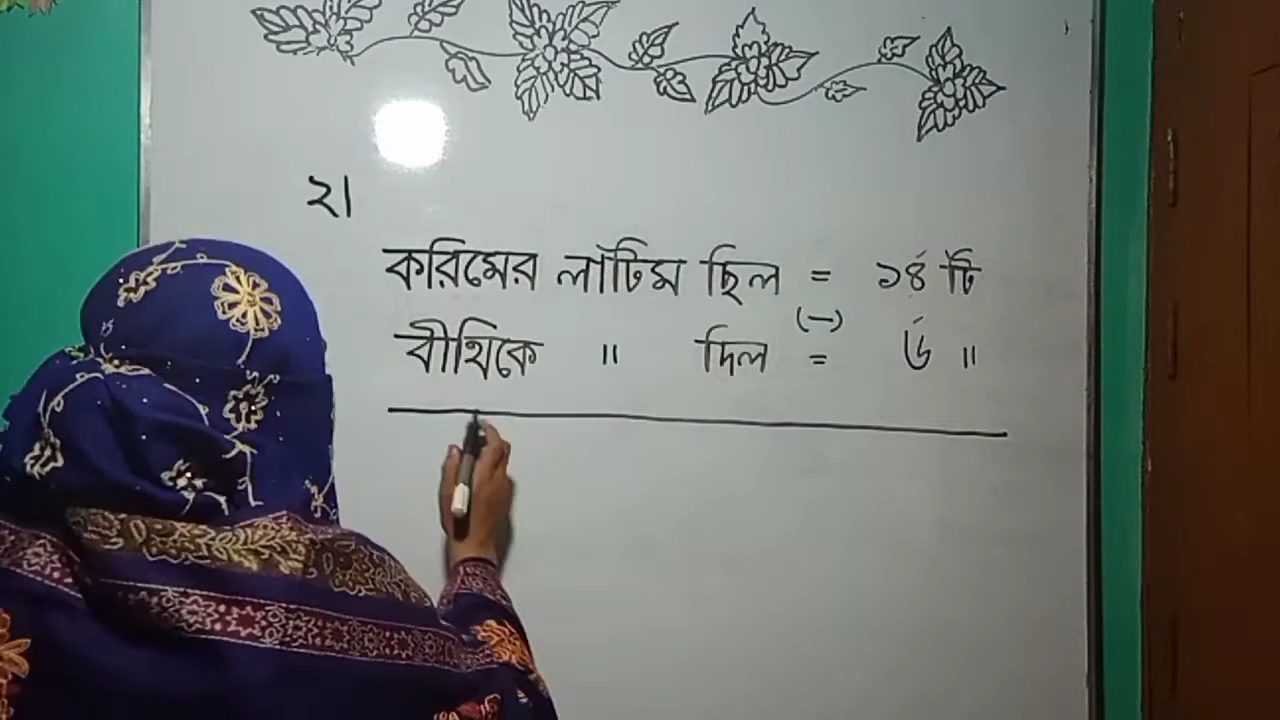 ২।
করিমের লাটিম ছিল = ১৪ টি
(−)
বীথিকে " দিল = ৬ "